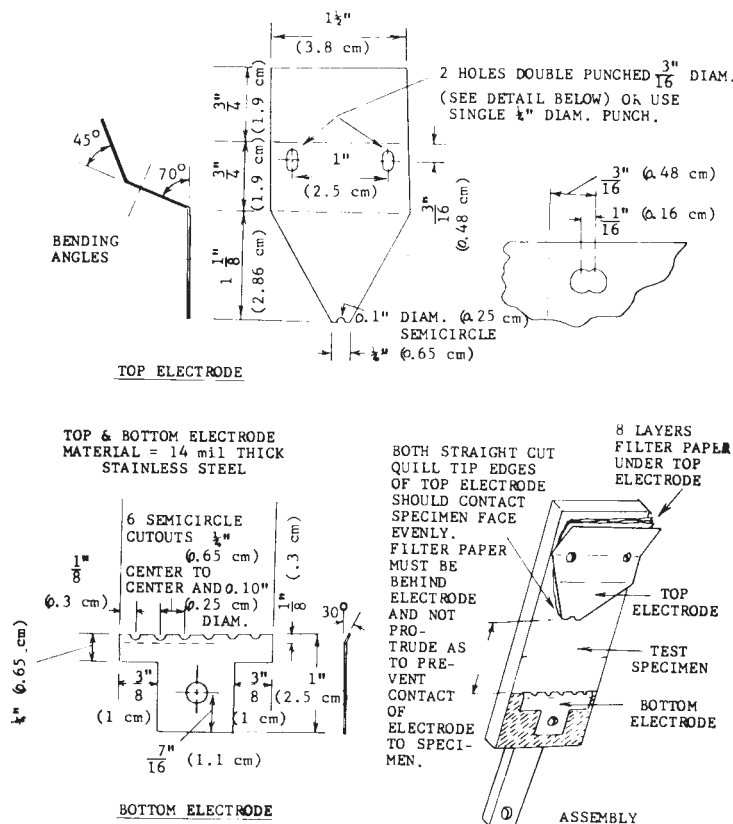 1½"
(3.8 cm)
2 HOLES DOUBLE PUNCHED 3/16" DIAM.
(SEE DETAIL BELOW) OR USE
SINGLE ¼" DIAM. PUNCH.
3/4"
(1.9 cm)
45°
70°
3/4"
(1.9 cm)
1"
(2.5 cm)
3/16"
(0.48 cm)
3/16" (0.48 cm)
1/16" (0.16 cm)
BENDING
ANGLES
1 1/8"
(2.86 cm)
0.1" DIAM. (0.25 cm)
SEMICIRCLE
¼" (0.65 cm)
TOP ELECTRODE
TOP & BOTTOM ELECTRODE
MATERIAL = 14 mil THICK
STAINLESS STEEL
6 SEMICIRCLE
CUTOUTS ¼"
(0.65 cm)
CENTER TO
CENTER AND 0.10"
(0.25 cm)
DIAM.
1/8"
(0.3 cm)
1/8" (.3 cm)
30°
¼" (0.65 cm)
3/8"
(1 cm)
3/8"
(1 cm)
1"
(2.5 cm
7/16" (1.1 cm)
BOTTOM ELECTRODE
BOTH STRAIGHT CUT
QUILL TIP EDGES
OF TOP ELECTRODE
SHOULD CONTACT
SPECIMEN FACE
EVENLY.
FILTER PAPER
MUST BE
BEHIND
ELECTRODE
AND NOT
PRO-
TRUDE AS
TO PRE-
VENT
CONTACT
OF
ELECTRODE
TO SPECI-
MEN.
8 LAYERS
FILTER PAPER
UNDER TOP
ELECTRODE
TOP
ELECTRODE
TEST
SPECIMEN
BOTTOM
ELECTRODE
ASSEMBLY